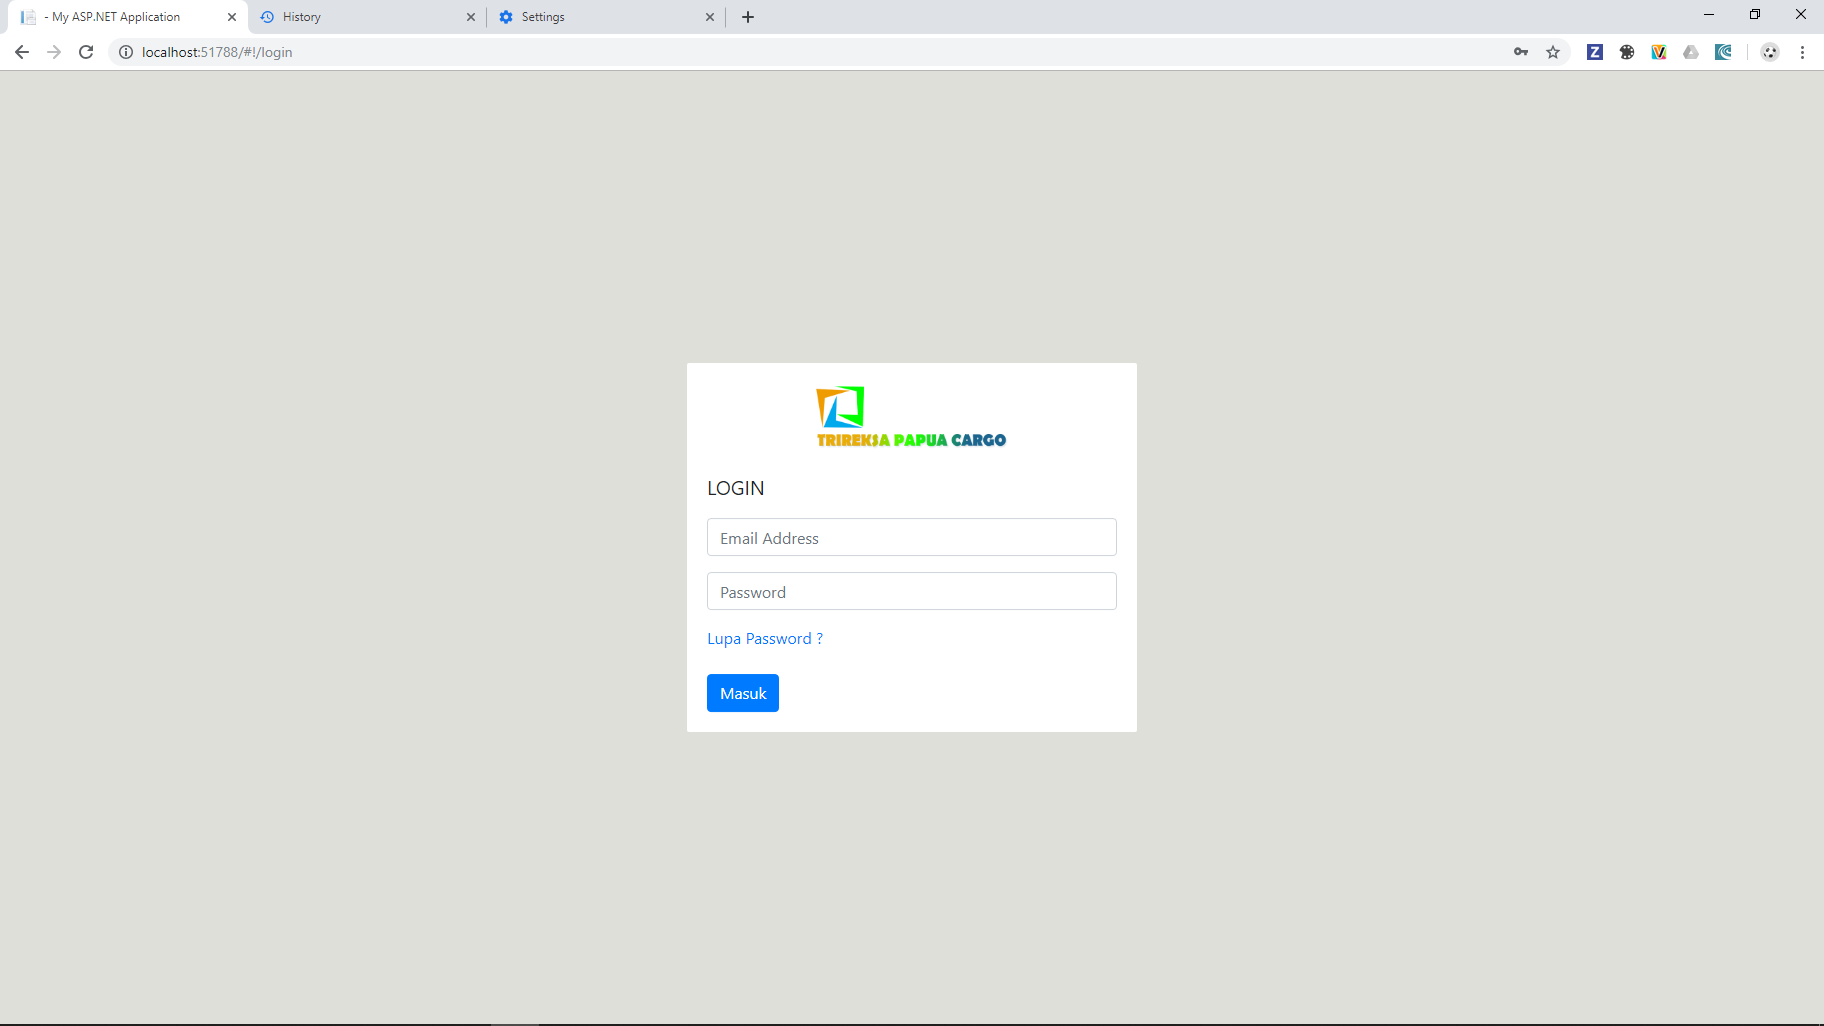 - My ASP.NET Application
History
Settings
localhost:51788/#!/login
TRIREKSA PAPUA CARGO
LOGIN
Email Address
Password
Lupa Password ?
Masuk